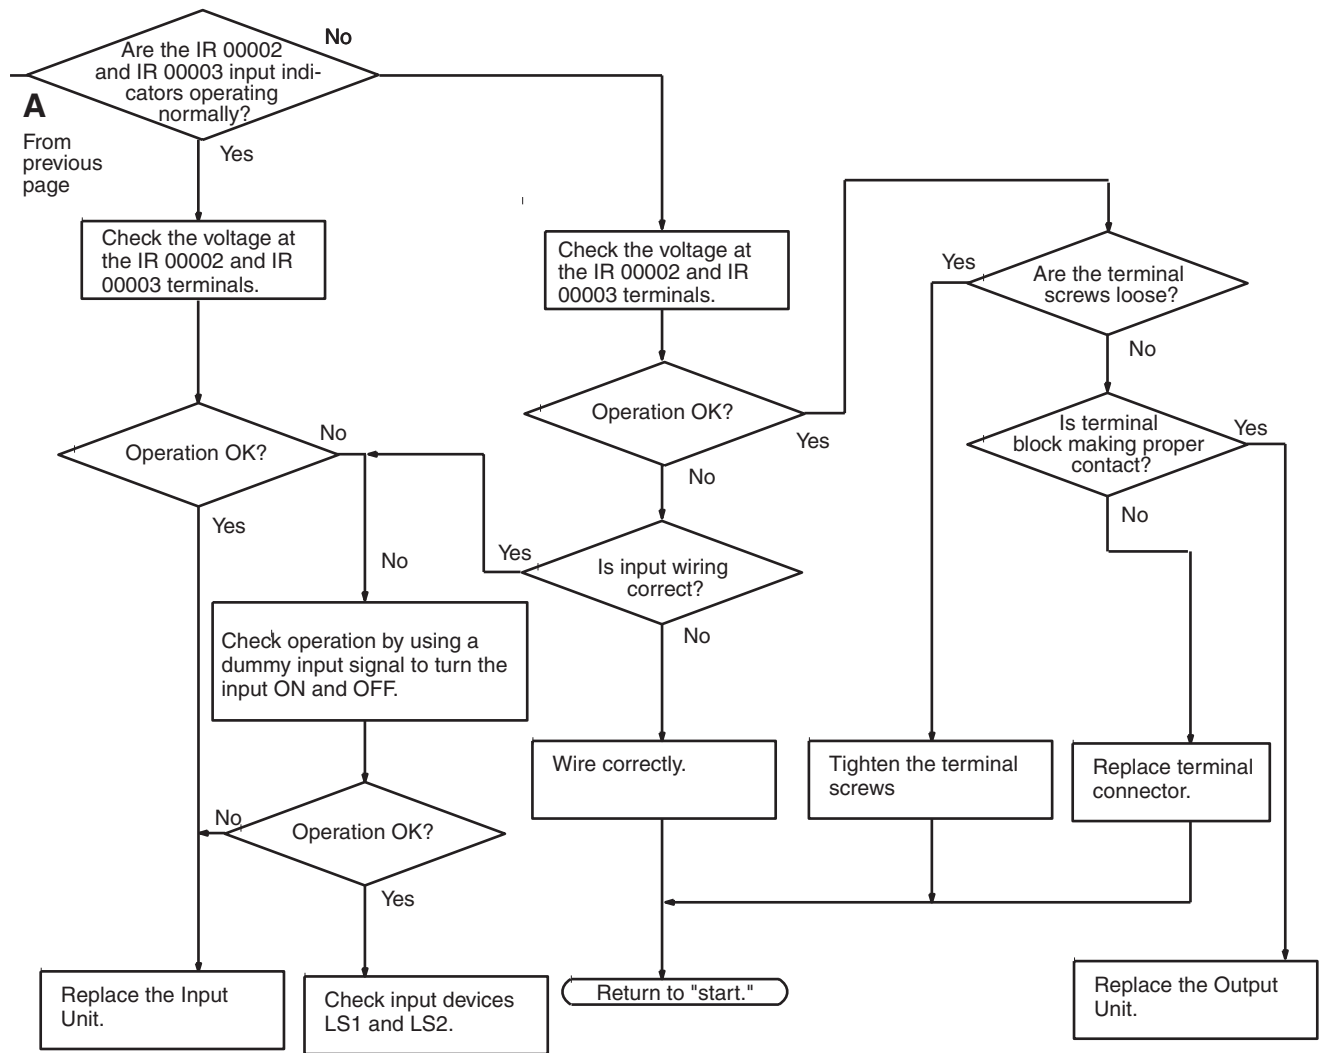 Are the IR 00002
and IR 00003 input indi-
cators operating
normally?
No
A
From
previous
page
Yes
Check the voltage at
the IR 00002 and IR
00003 terminals.
Operation OK?
No
Yes
No
Check operation by using a
dummy input signal to turn the
input ON and OFF.
Operation OK?
No
Yes
Replace the Input
Unit.
Check input devices
LS1 and LS2.
Check the voltage at
the IR 00002 and IR
00003 terminals.
Operation OK?
Yes
No
Is input wiring
correct?
Yes
No
Wire correctly.
Return to "start."
Are the terminal
screws loose?
Yes
No
Is terminal
block making proper
contact?
Yes
No
Tighten the terminal
screws
Replace terminal
connector.
Replace the Output
Unit.